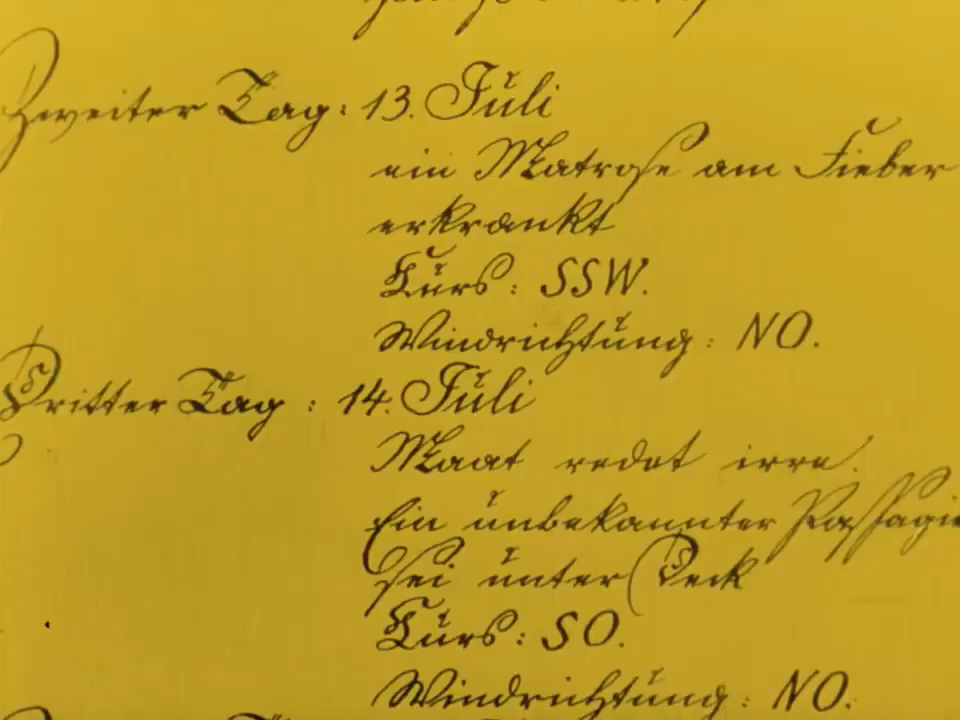 Zweiter Tag: 13. Juli
ein Matrose am Fieber
erkrankt
Kurs: SSW.
Windrichtung: NO.
Dritter Tag: 14. Juli
Maat redet irre.
Ein unbekannter Passagie
sei unter Deck
Kurs: SO.
Windrichtung: NO.